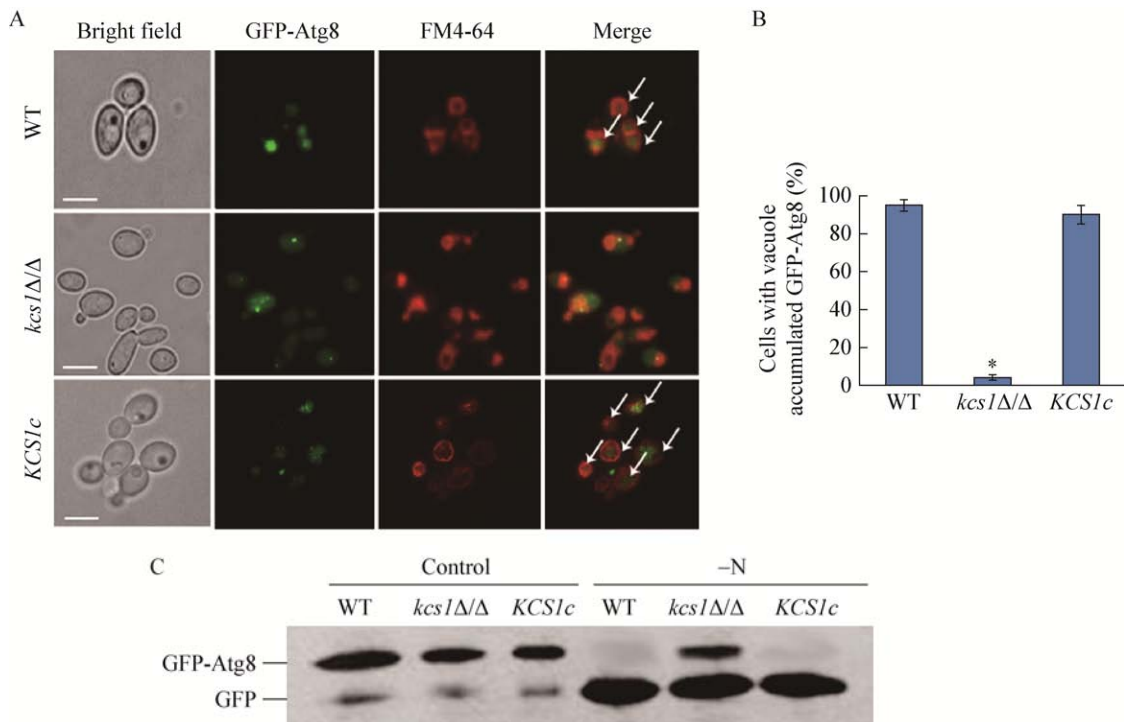 A
Bright field GFP-Atg8 FM4-64 Merge
WT
kcs1Δ/Δ
KCS1c
B
Cells with vacuole
accumulated GFP-Atg8 (%)
100
80
60
40
20
0
*
WT kcs1Δ/Δ KCS1c
C
Control –N
WT kcs1Δ/Δ KCS1c WT kcs1Δ/Δ KCS1c
GFP-Atg8
GFP